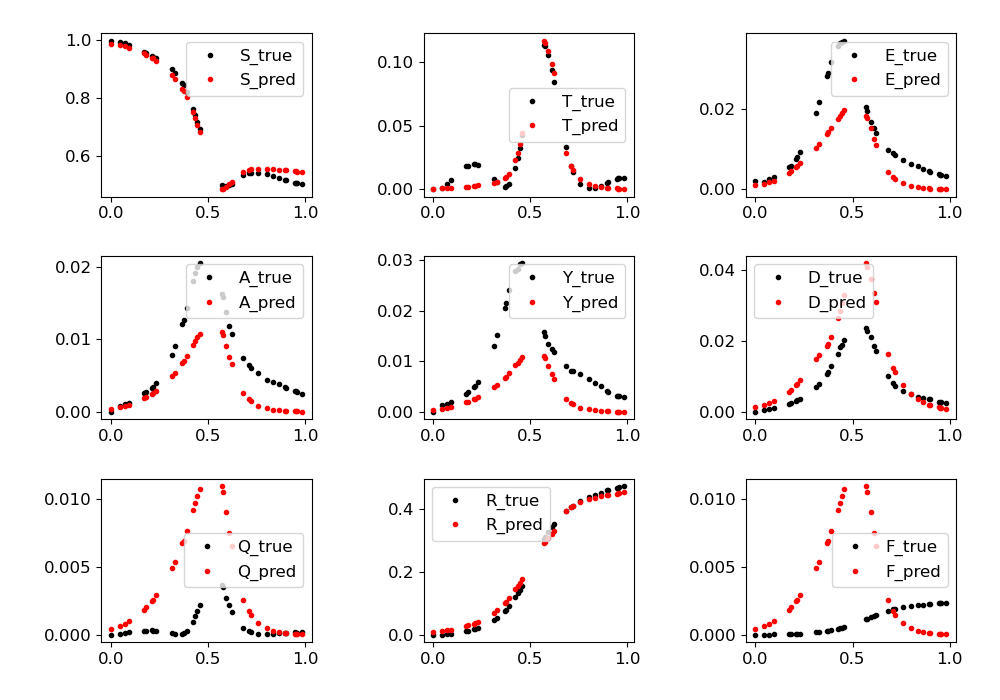 1.0
0.8
0.6
0.0 0.5 1.0
S_true
S_pred
0.10
0.05
0.00
0.0 0.5 1.0
T_true
T_pred
0.02
0.00
0.0 0.5 1.0
E_true
E_pred
0.02
0.01
0.00
0.0 0.5 1.0
A_true
A_pred
0.03
0.02
0.01
0.00
0.0 0.5 1.0
Y_true
Y_pred
0.04
0.02
0.00
0.0 0.5 1.0
D_true
D_pred
0.010
0.005
0.000
0.0 0.5 1.0
Q_true
Q_pred
0.4
0.2
0.0
0.0 0.5 1.0
R_true
R_pred
0.010
0.005
0.000
0.0 0.5 1.0
F_true
F_pred